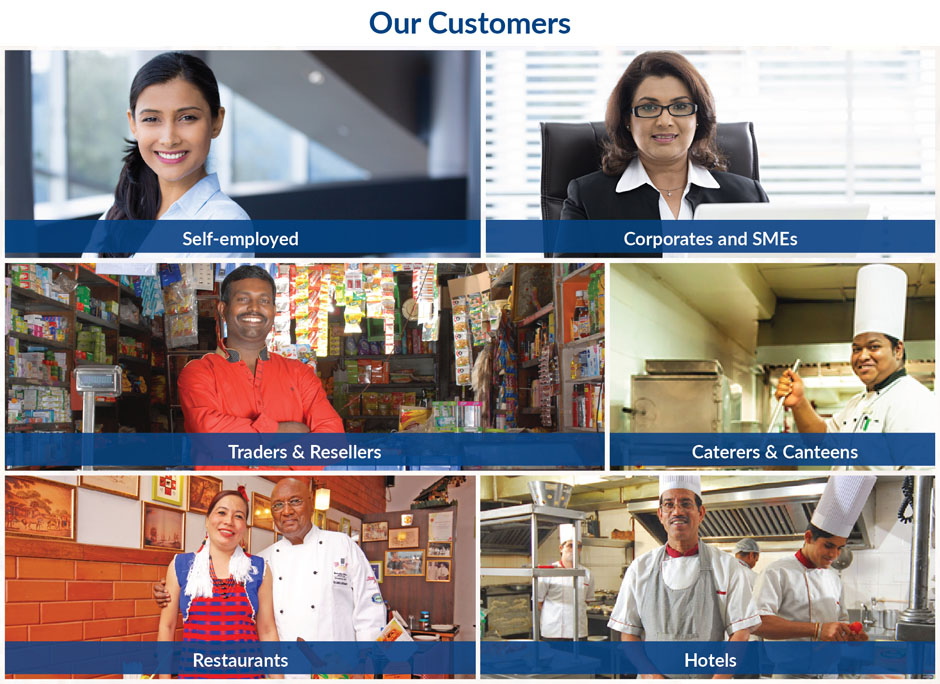 Our Customers
Self-employed
Corporates and SMEs
Traders & Resellers
Caterers & Canteens
Restaurants
Hotels